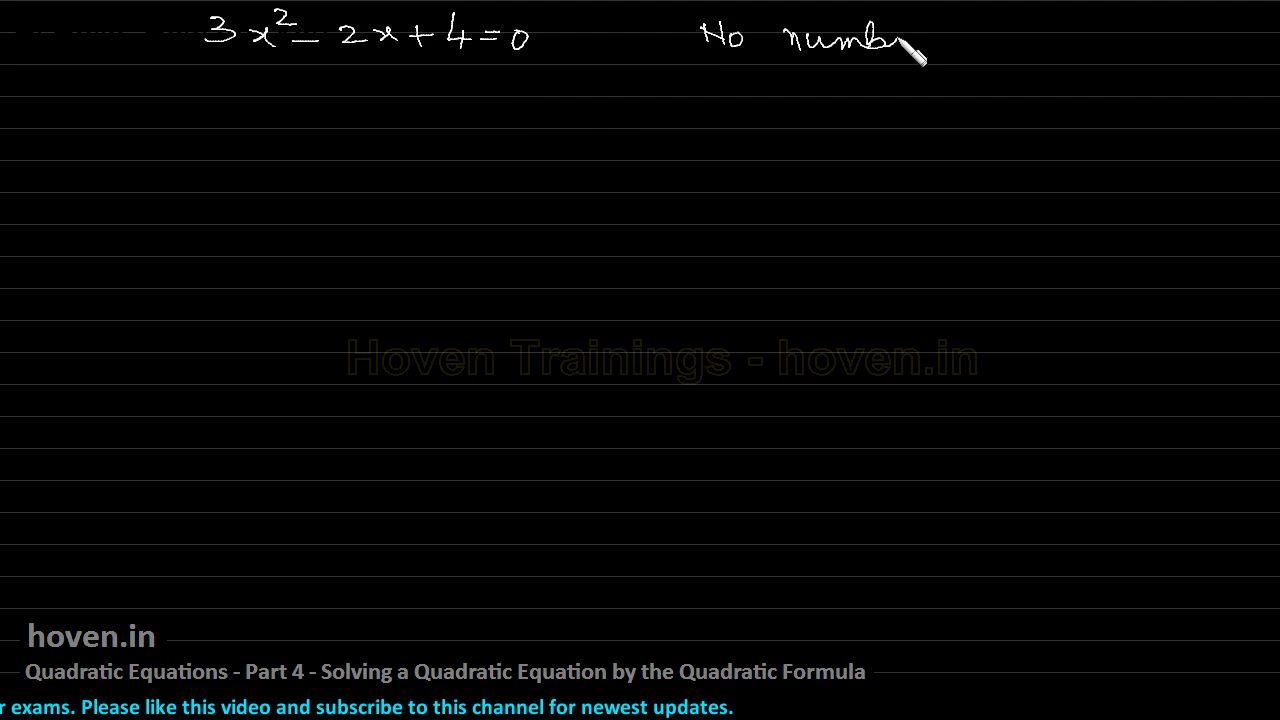 3x² - 2x + 4 = 0 No numbe
Hoven Trainings - hoven.in
hoven.in
Quadratic Equations - Part 4 - Solving a Quadratic Equation by the Quadratic Formula
r exams. Please like this video and subscribe to this channel for newest updates.